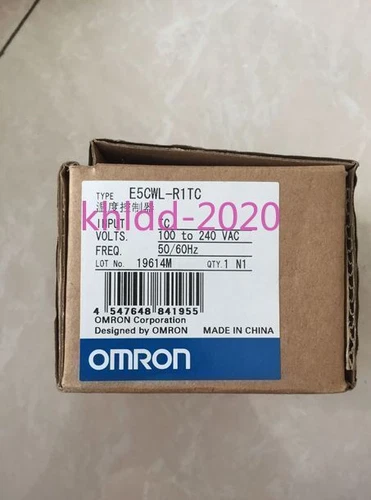 TYPE E5CWL-R1TC
温度控制器
khldd-2020
INPUT TC
VOLTS. 100 to 240 VAC
FREQ. 50/60Hz
LOT No. 19614M QTY.1 N1
4 547648 841955
OMRON Corporation
Designed by OMRON MADE IN CHINA
OMRON